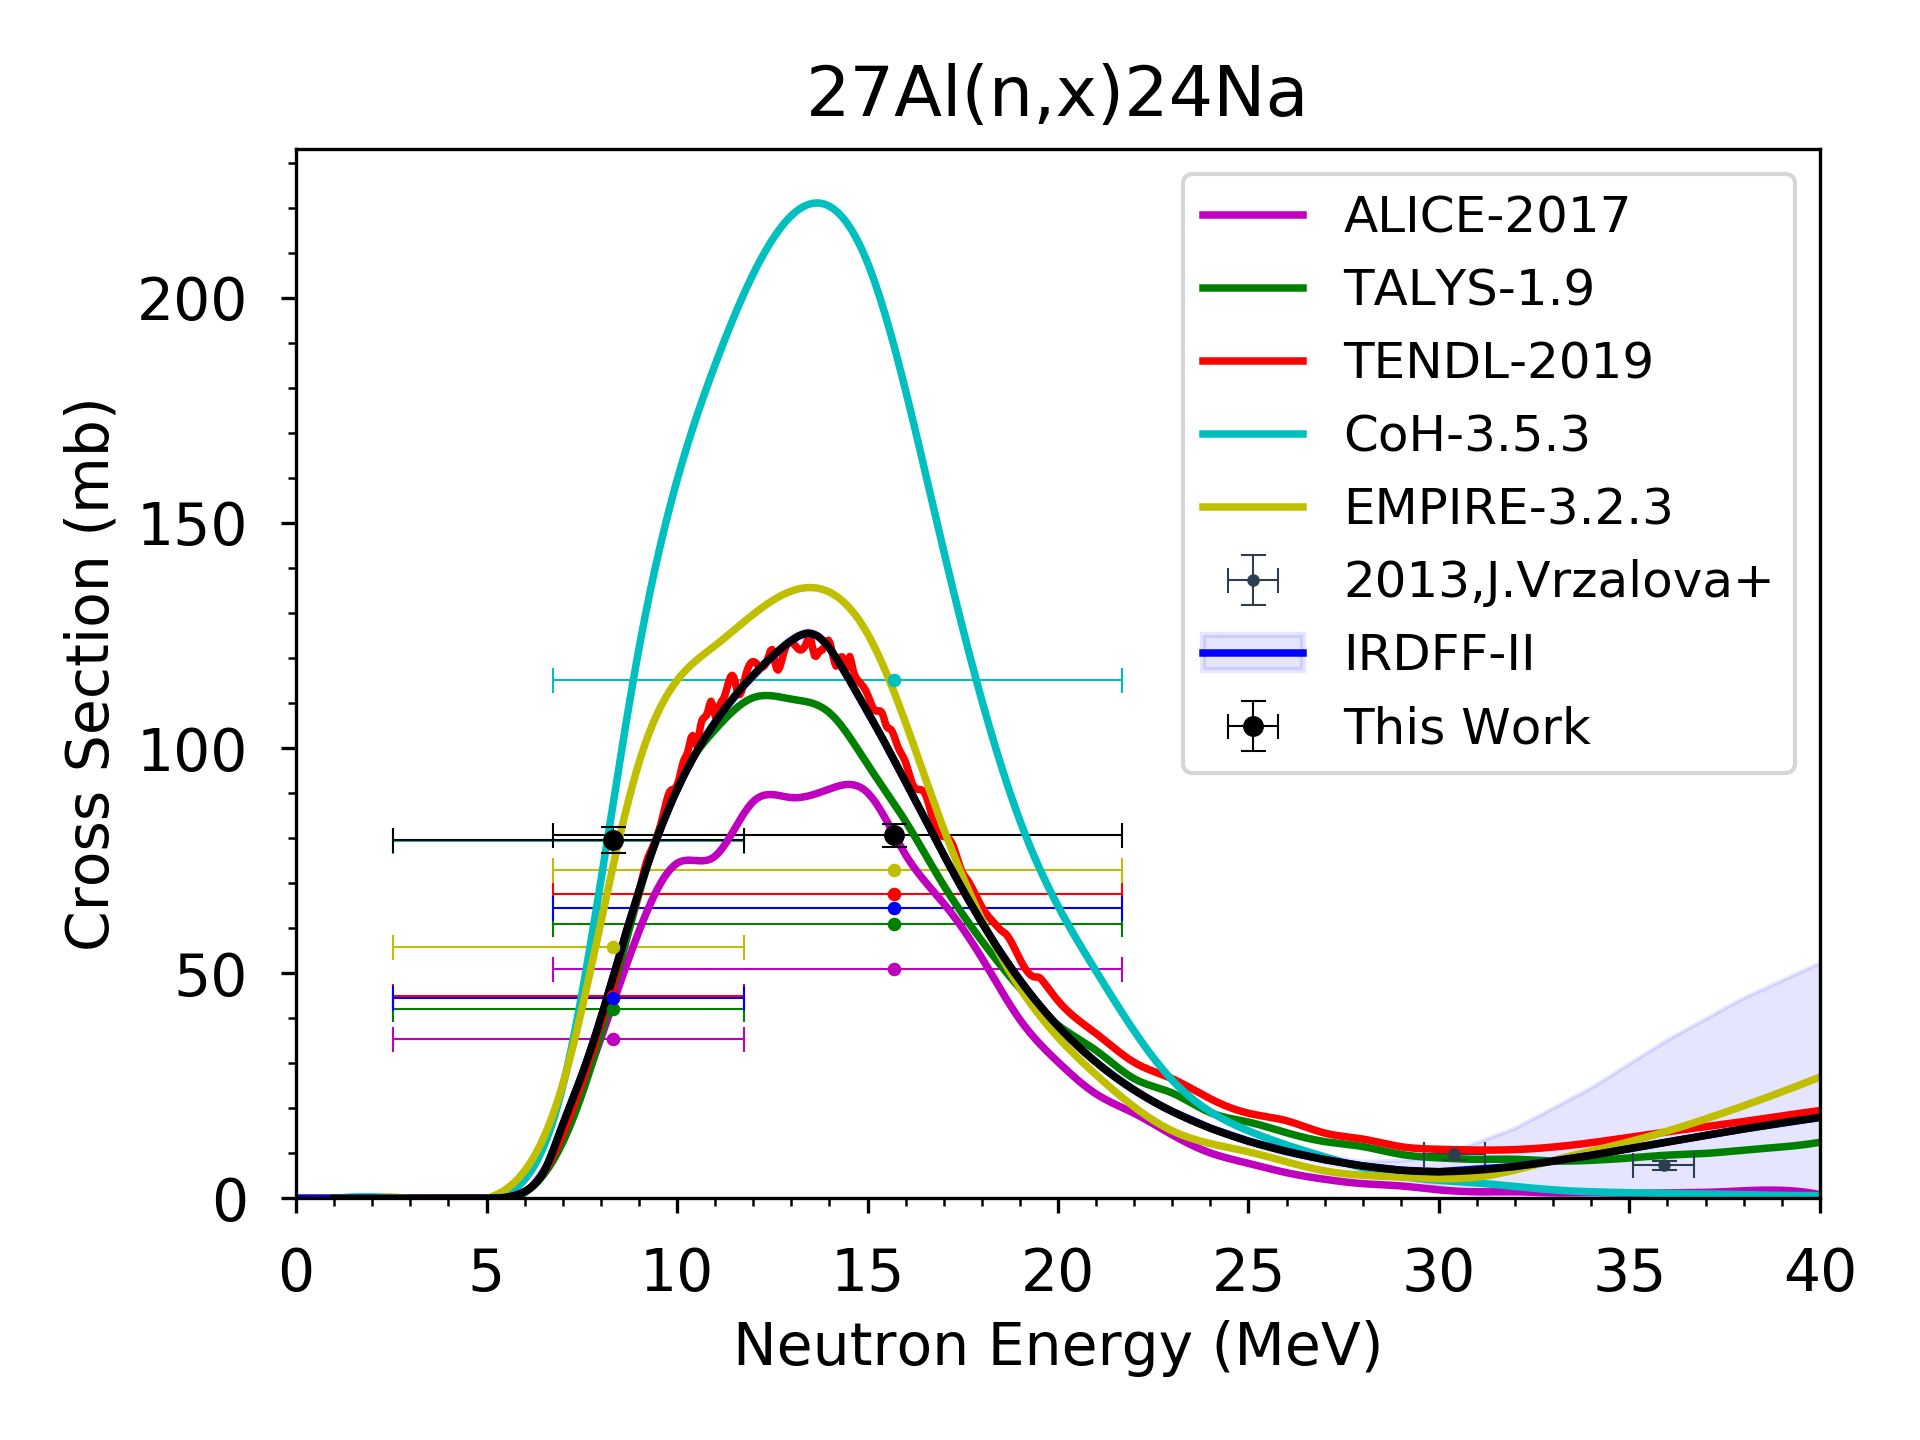 27Al(n,x)24Na
Cross Section (mb)
200
150
100
50
0
ALICE-2017
TALYS-1.9
TENDL-2019
CoH-3.5.3
EMPIRE-3.2.3
2013,J.Vrzalova+
IRDFF-II
This Work
0 5 10 15 20 25 30 35 40
Neutron Energy (MeV)